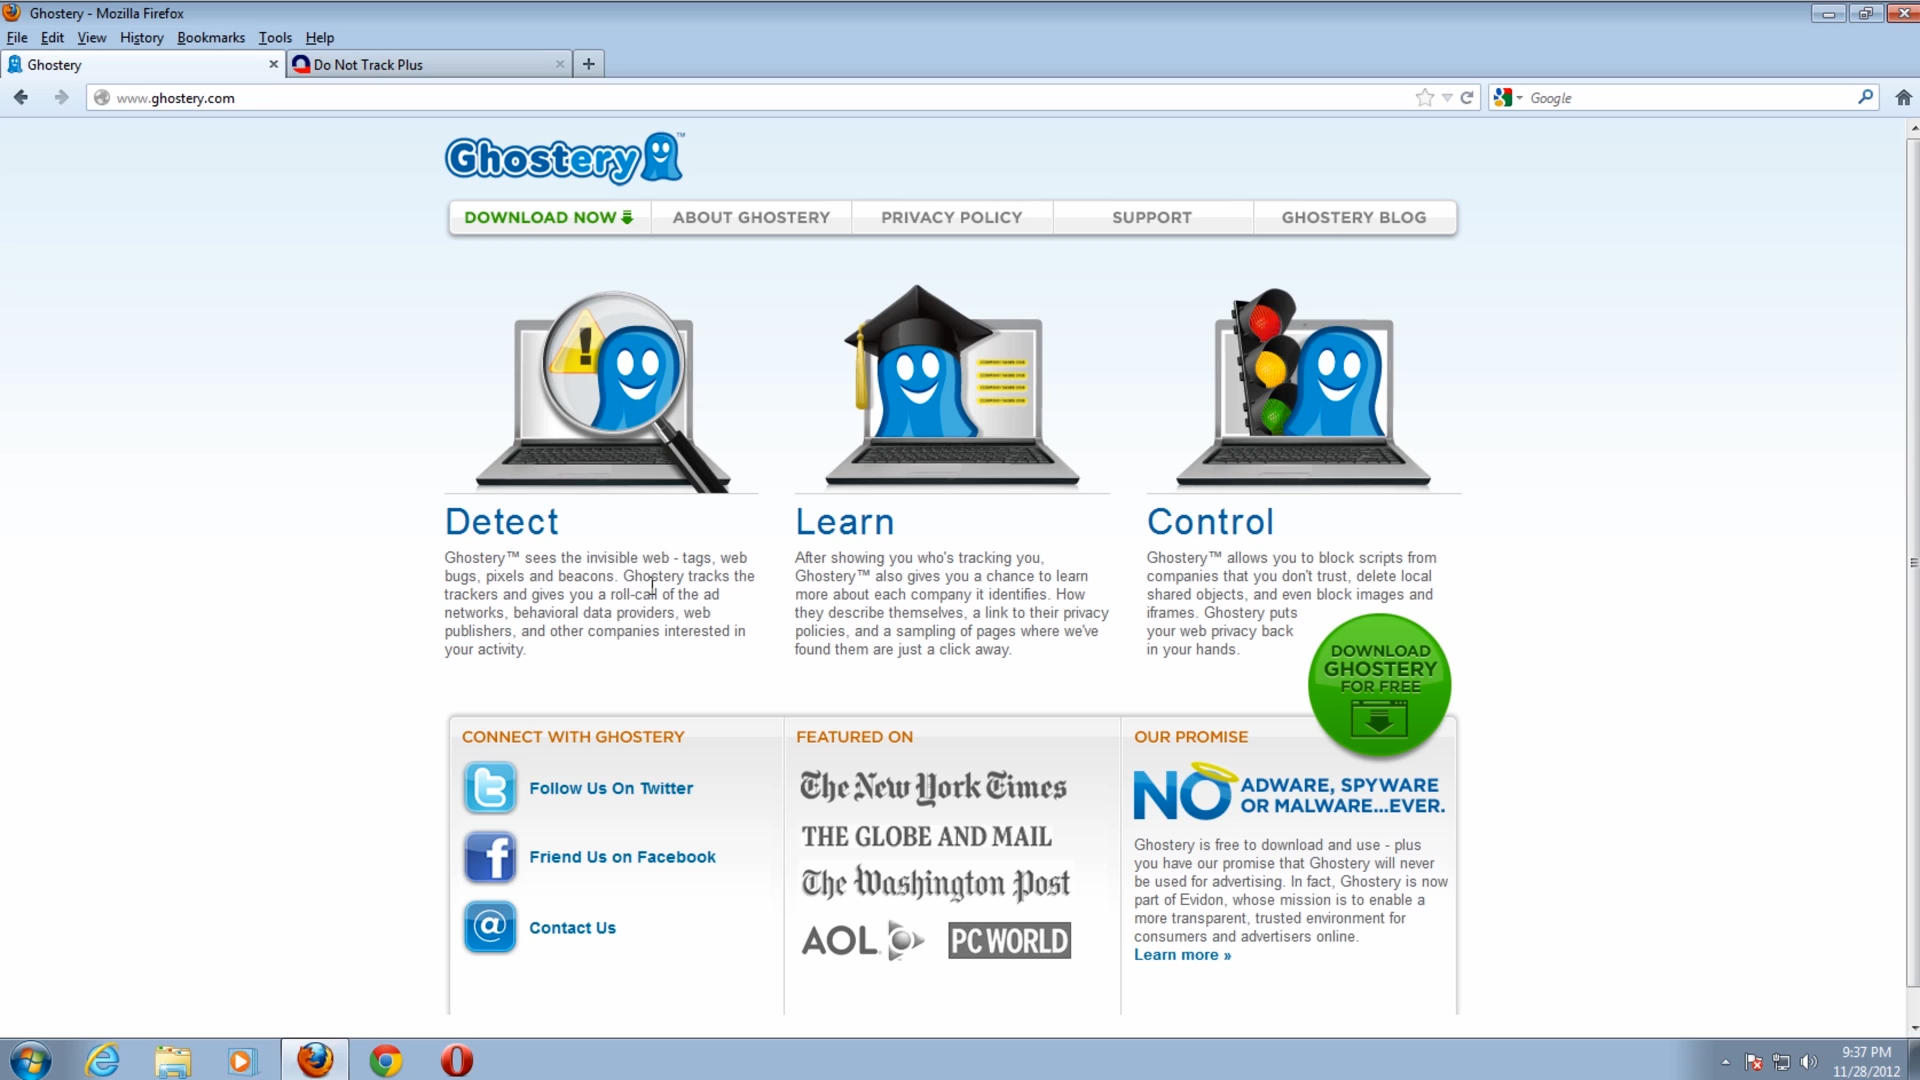 Ghostery - Mozilla Firefox
File Edit View History Bookmarks Tools Help
Ghostery
Do Not Track Plus
www.ghostery.com
Google
Ghostery™
DOWNLOAD NOW
ABOUT GHOSTERY
PRIVACY POLICY
SUPPORT
GHOSTERY BLOG
Detect
Ghostery™ sees the invisible web - tags, web
bugs, pixels and beacons. Ghostery tracks the
trackers and gives you a roll-call of the ad
networks, behavioral data providers, web
publishers, and other companies interested in
your activity.
Learn
After showing you who's tracking you,
Ghostery™ also gives you a chance to learn
more about each company it identifies. How
they describe themselves, a link to their privacy
policies, and a sampling of pages where we've
found them are just a click away.
Control
Ghostery™ allows you to block scripts from
companies that you don't trust, delete local
shared objects, and even block images and
iframes. Ghostery puts
your web privacy back
in your hands.
DOWNLOAD
GHOSTERY
FOR FREE
CONNECT WITH GHOSTERY
Follow Us On Twitter
Friend Us on Facebook
Contact Us
FEATURED ON
The New York Times
THE GLOBE AND MAIL
The Washington Post
AOL
PC WORLD
OUR PROMISE
NO ADWARE, SPYWARE
OR MALWARE...EVER.
Ghostery is free to download and use - plus
you have our promise that Ghostery will never
be used for advertising. In fact, Ghostery is now
part of Evidon, whose mission is to enable a
more transparent, trusted environment for
consumers and advertisers online.
Learn more »
9:37 PM
11/28/2012